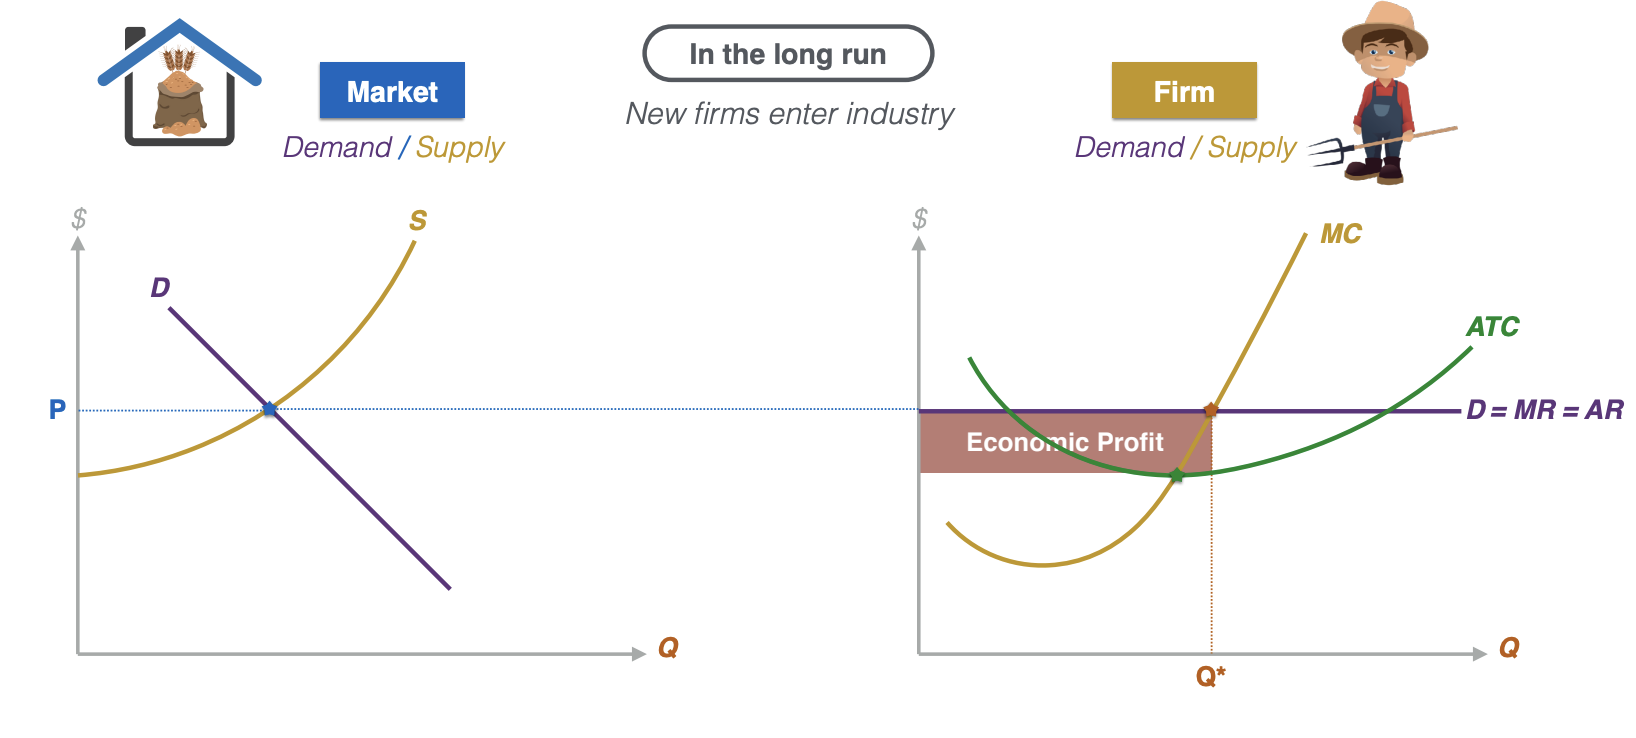 In the long run
New firms enter industry
Market
Demand / Supply
Firm
Demand / Supply
$
S
D
P
Q
$
MC
ATC
D = MR = AR
Economic Profit
Q
Q*